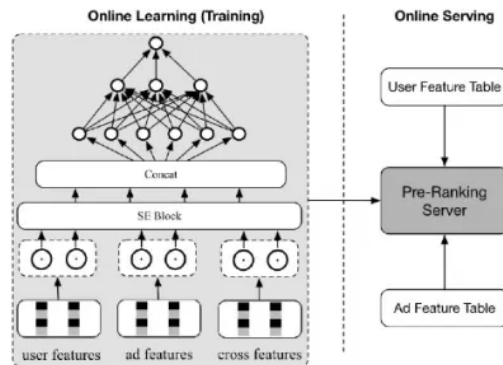 Online Learning (Training)
Online Serving
Concat
SE Block
user features
ad features
cross features
User Feature Table
Pre-Ranking
Server
Ad Feature Table